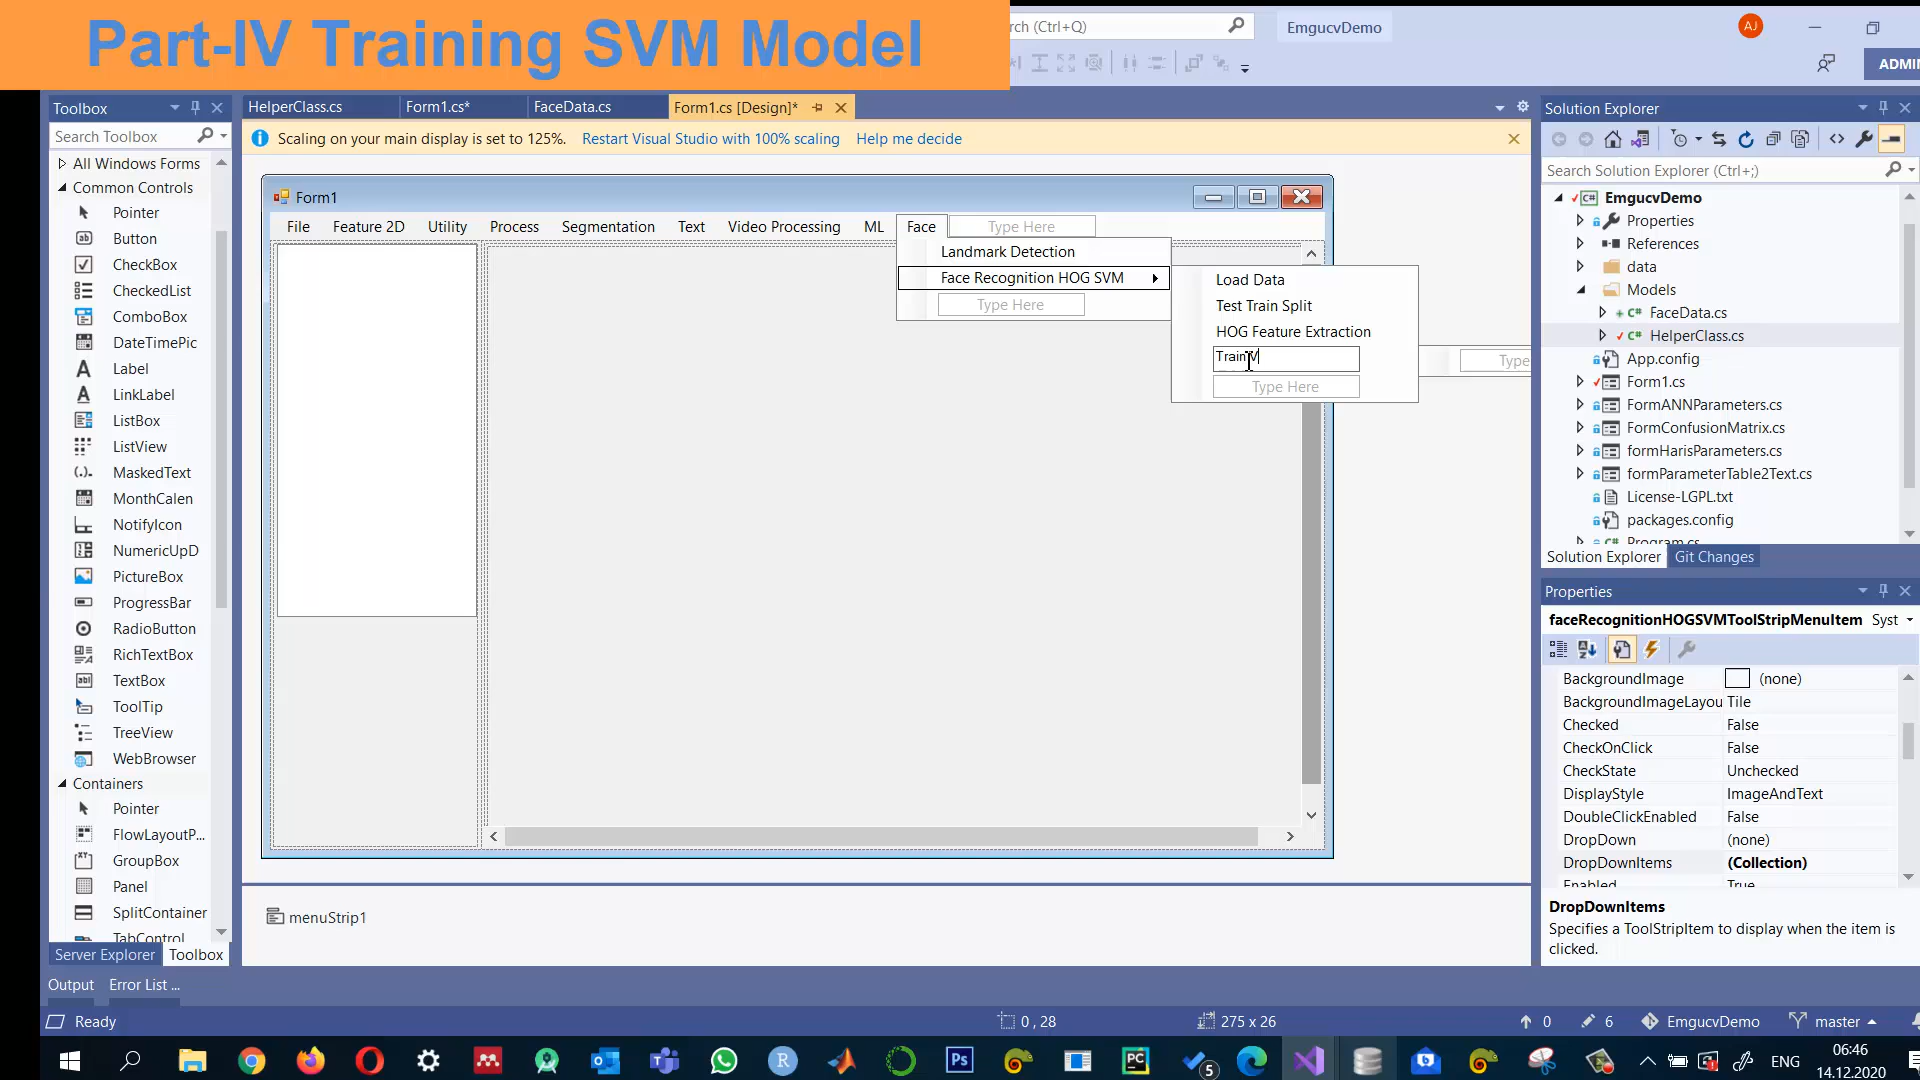 Part-IV Training SVM Model
rch (Ctrl+Q)
EmgucvDemo
AJ
ADMIN
Toolbox
HelperClass.cs
Form1.cs*
FaceData.cs
Form1.cs [Design]*
Solution Explorer
Search Toolbox
Scaling on your main display is set to 125%. Restart Visual Studio with 100% scaling Help me decide
Search Solution Explorer (Ctrl+;)
All Windows Forms
Common Controls
Pointer
Button
CheckBox
CheckedList
ComboBox
DateTimePic
Label
LinkLabel
ListBox
ListView
MaskedText
MonthCalen
NotifyIcon
NumericUpD
PictureBox
ProgressBar
RadioButton
RichTextBox
TextBox
ToolTip
TreeView
WebBrowser
Containers
Pointer
FlowLayoutP...
GroupBox
Panel
SplitContainer
TabControl
Server Explorer
Toolbox
Form1
File Feature 2D Utility Process Segmentation Text Video Processing ML Face Type Here
Landmark Detection
Face Recognition HOG SVM
Type Here
Load Data
Test Train Split
HOG Feature Extraction
Type Here
Type
menuStrip1
EmgucvDemo
Properties
References
data
Models
FaceData.cs
HelperClass.cs
App.config
Form1.cs
FormANNParameters.cs
FormConfusionMatrix.cs
formHarisParameters.cs
formParameterTable2Text.cs
License-LGPL.txt
packages.config
Program.cs
Solution Explorer
Git Changes
Properties
faceRecognitionHOGSVMToolStripMenuItem Syst
BackgroundImage (none)
BackgroundImageLayou Tile
Checked False
CheckOnClick False
CheckState Unchecked
DisplayStyle ImageAndText
DoubleClickEnabled False
DropDown (none)
DropDownItems (Collection)
Enabled True
DropDownItems
Specifies a ToolStripItem to display when the item is
clicked.
Output
Error List ...
Ready
0 , 28
275 x 26
0
6
EmgucvDemo
master
5
ENG
06:46
14.12.2020